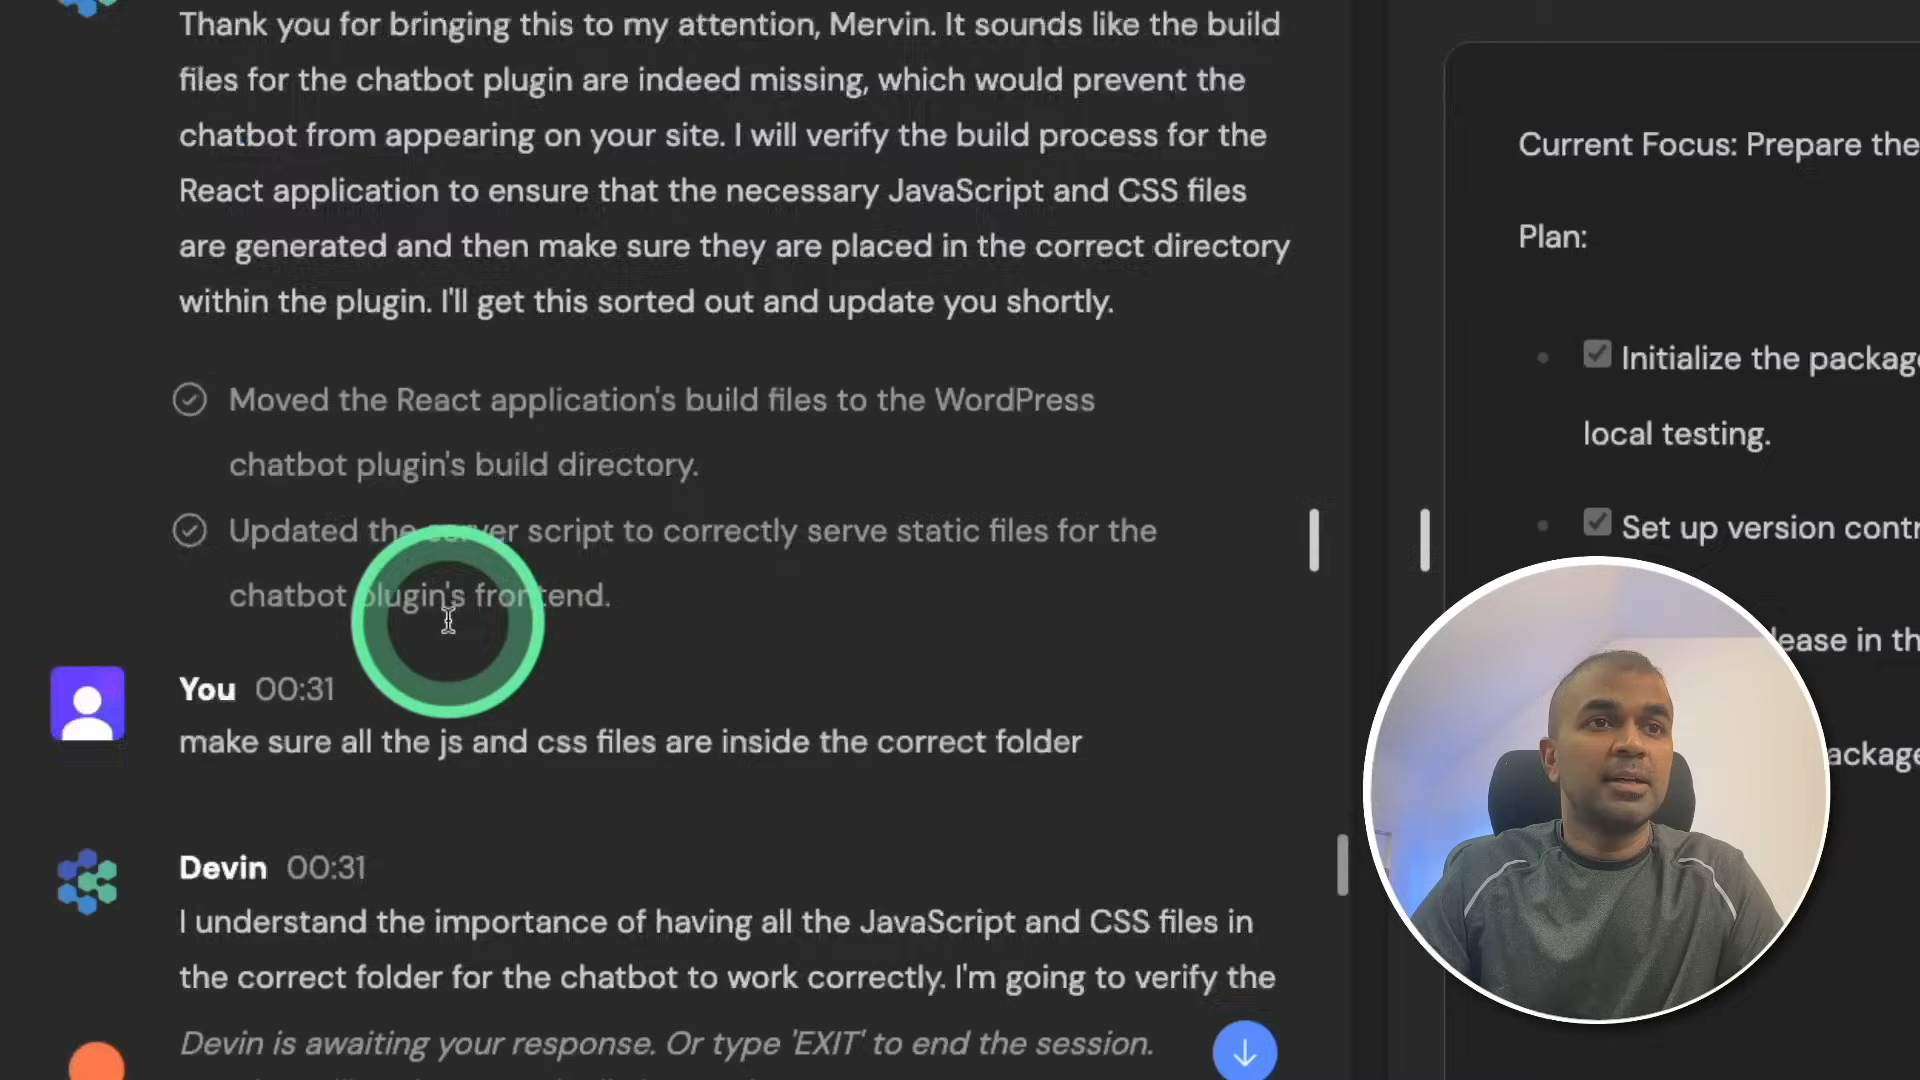 Thank you for bringing this to my attention, Mervin. It sounds like the build
files for the chatbot plugin are indeed missing, which would prevent the
chatbot from appearing on your site. I will verify the build process for the
React application to ensure that the necessary JavaScript and CSS files
are generated and then make sure they are placed in the correct directory
within the plugin. I'll get this sorted out and update you shortly.
Moved the React application's build files to the WordPress
chatbot plugin's build directory.
Updated the server script to correctly serve static files for the
chatbot plugin's frontend.
You 00:31
make sure all the js and css files are inside the correct folder
Devin 00:31
I understand the importance of having all the JavaScript and CSS files in
the correct folder for the chatbot to work correctly. I'm going to verify the
Devin is awaiting your response. Or type 'EXIT' to end the session.
Current Focus: Prepare the
Plan:
Initialize the package
local testing.
Set up version contr
lease in th
ackage